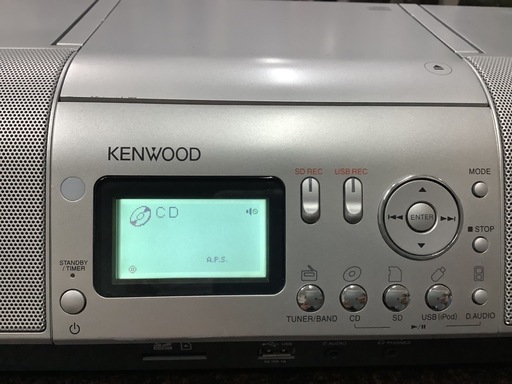 KENWOOD
SD REC
USB REC
MODE
CD
ENTER
STOP
A.P.S.
STANDBY
/ TIMER
TUNER/BAND
CD
SD
USB (iPod)
D.AUDIO